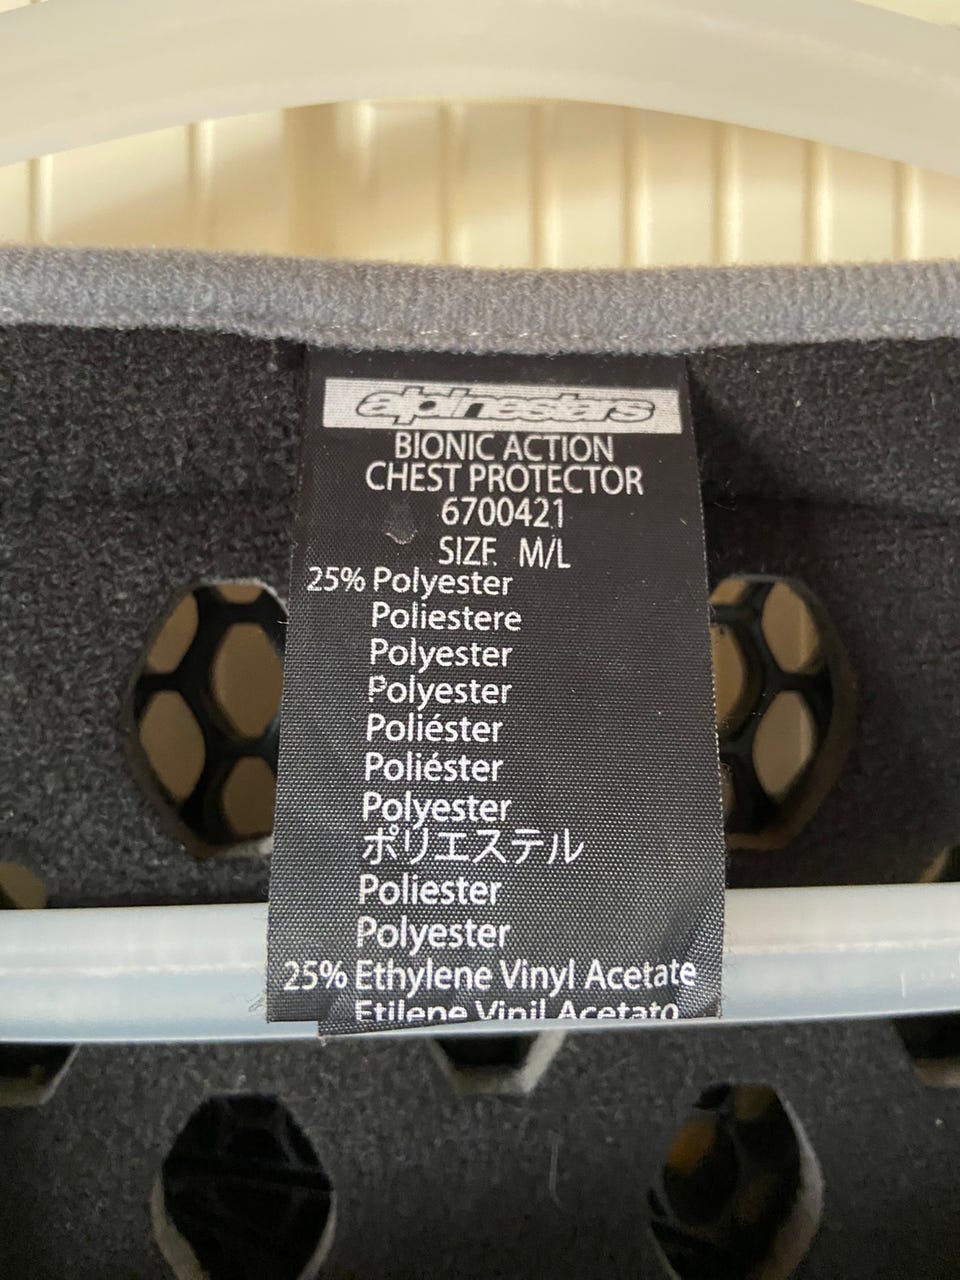 alpinestars
BIONIC ACTION
CHEST PROTECTOR
6700421
SIZE M/L
25% Polyester
Poliestere
Polyester
Polyester
Poliéster
Poliéster
Polyester
ポリエステル
Poliester
Polyester
25% Ethylene Vinyl Acetate
Etilene Vinil Acetato